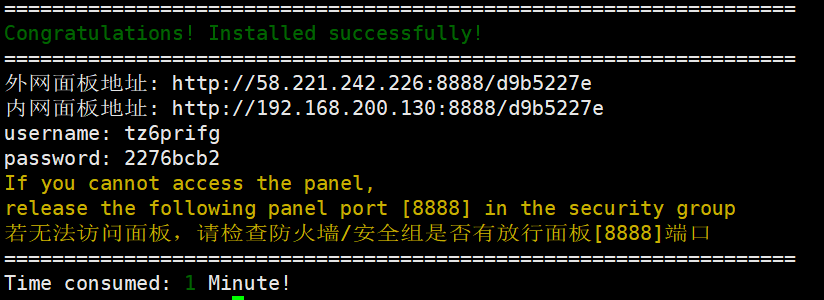 ==================================================================
Congratulations! Installed successfully!
==================================================================
外网面板地址: http://58.221.242.226:8888/d9b5227e
内网面板地址: http://192.168.200.130:8888/d9b5227e
username: tz6prifg
password: 2276bcb2
If you cannot access the panel,
release the following panel port [8888] in the security group
若无法访问面板，请检查防火墙/安全组是否有放行面板[8888]端口
==================================================================
Time consumed: 1 Minute!